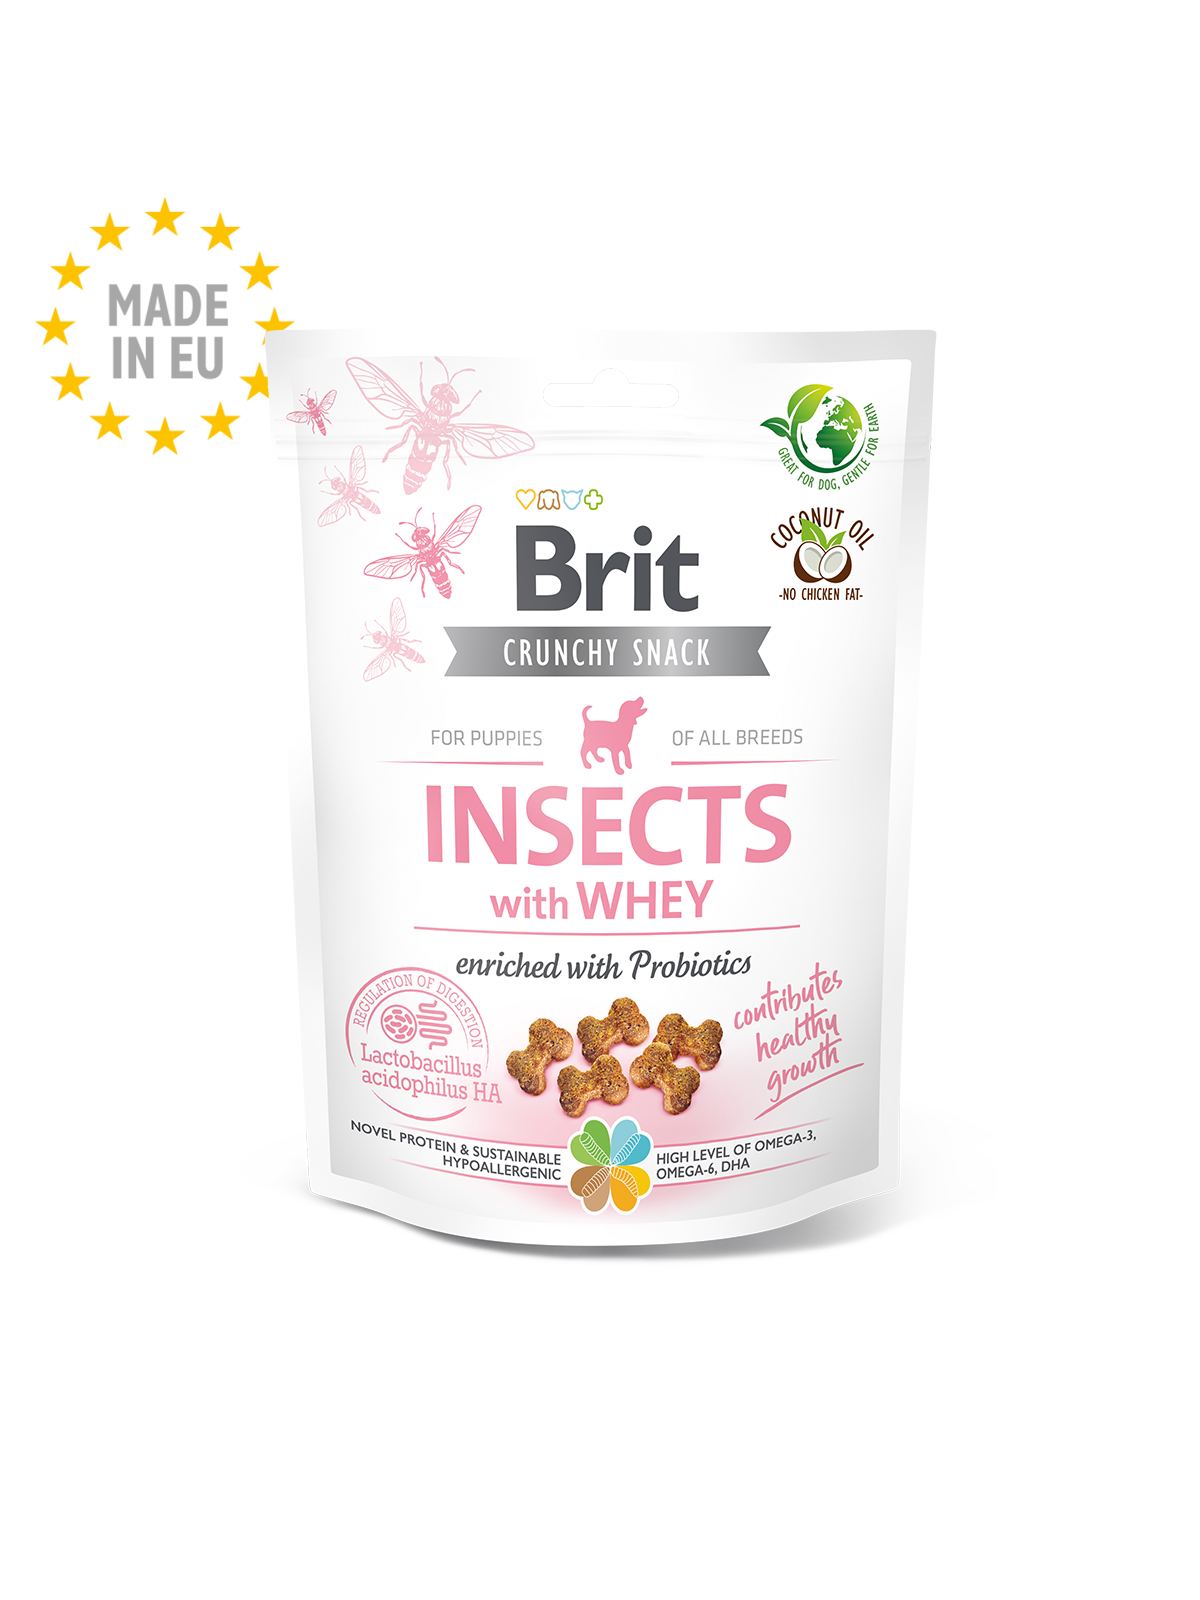 MADE
IN EU
GREAT FOR DOG, GENTLE FOR EARTH
COCONUT OIL
-NO CHICKEN FAT-
Brit
CRUNCHY SNACK
FOR PUPPIES
OF ALL BREEDS
INSECTS
with WHEY
enriched with Probiotics
REGULATION OF DIGESTION
Lactobacillus
acidophilus HA
contributes
healthy
growth
NOVEL PROTEIN & SUSTAINABLE
HYPOALLERGENIC
HIGH LEVEL OF OMEGA-3,
OMEGA-6, DHA